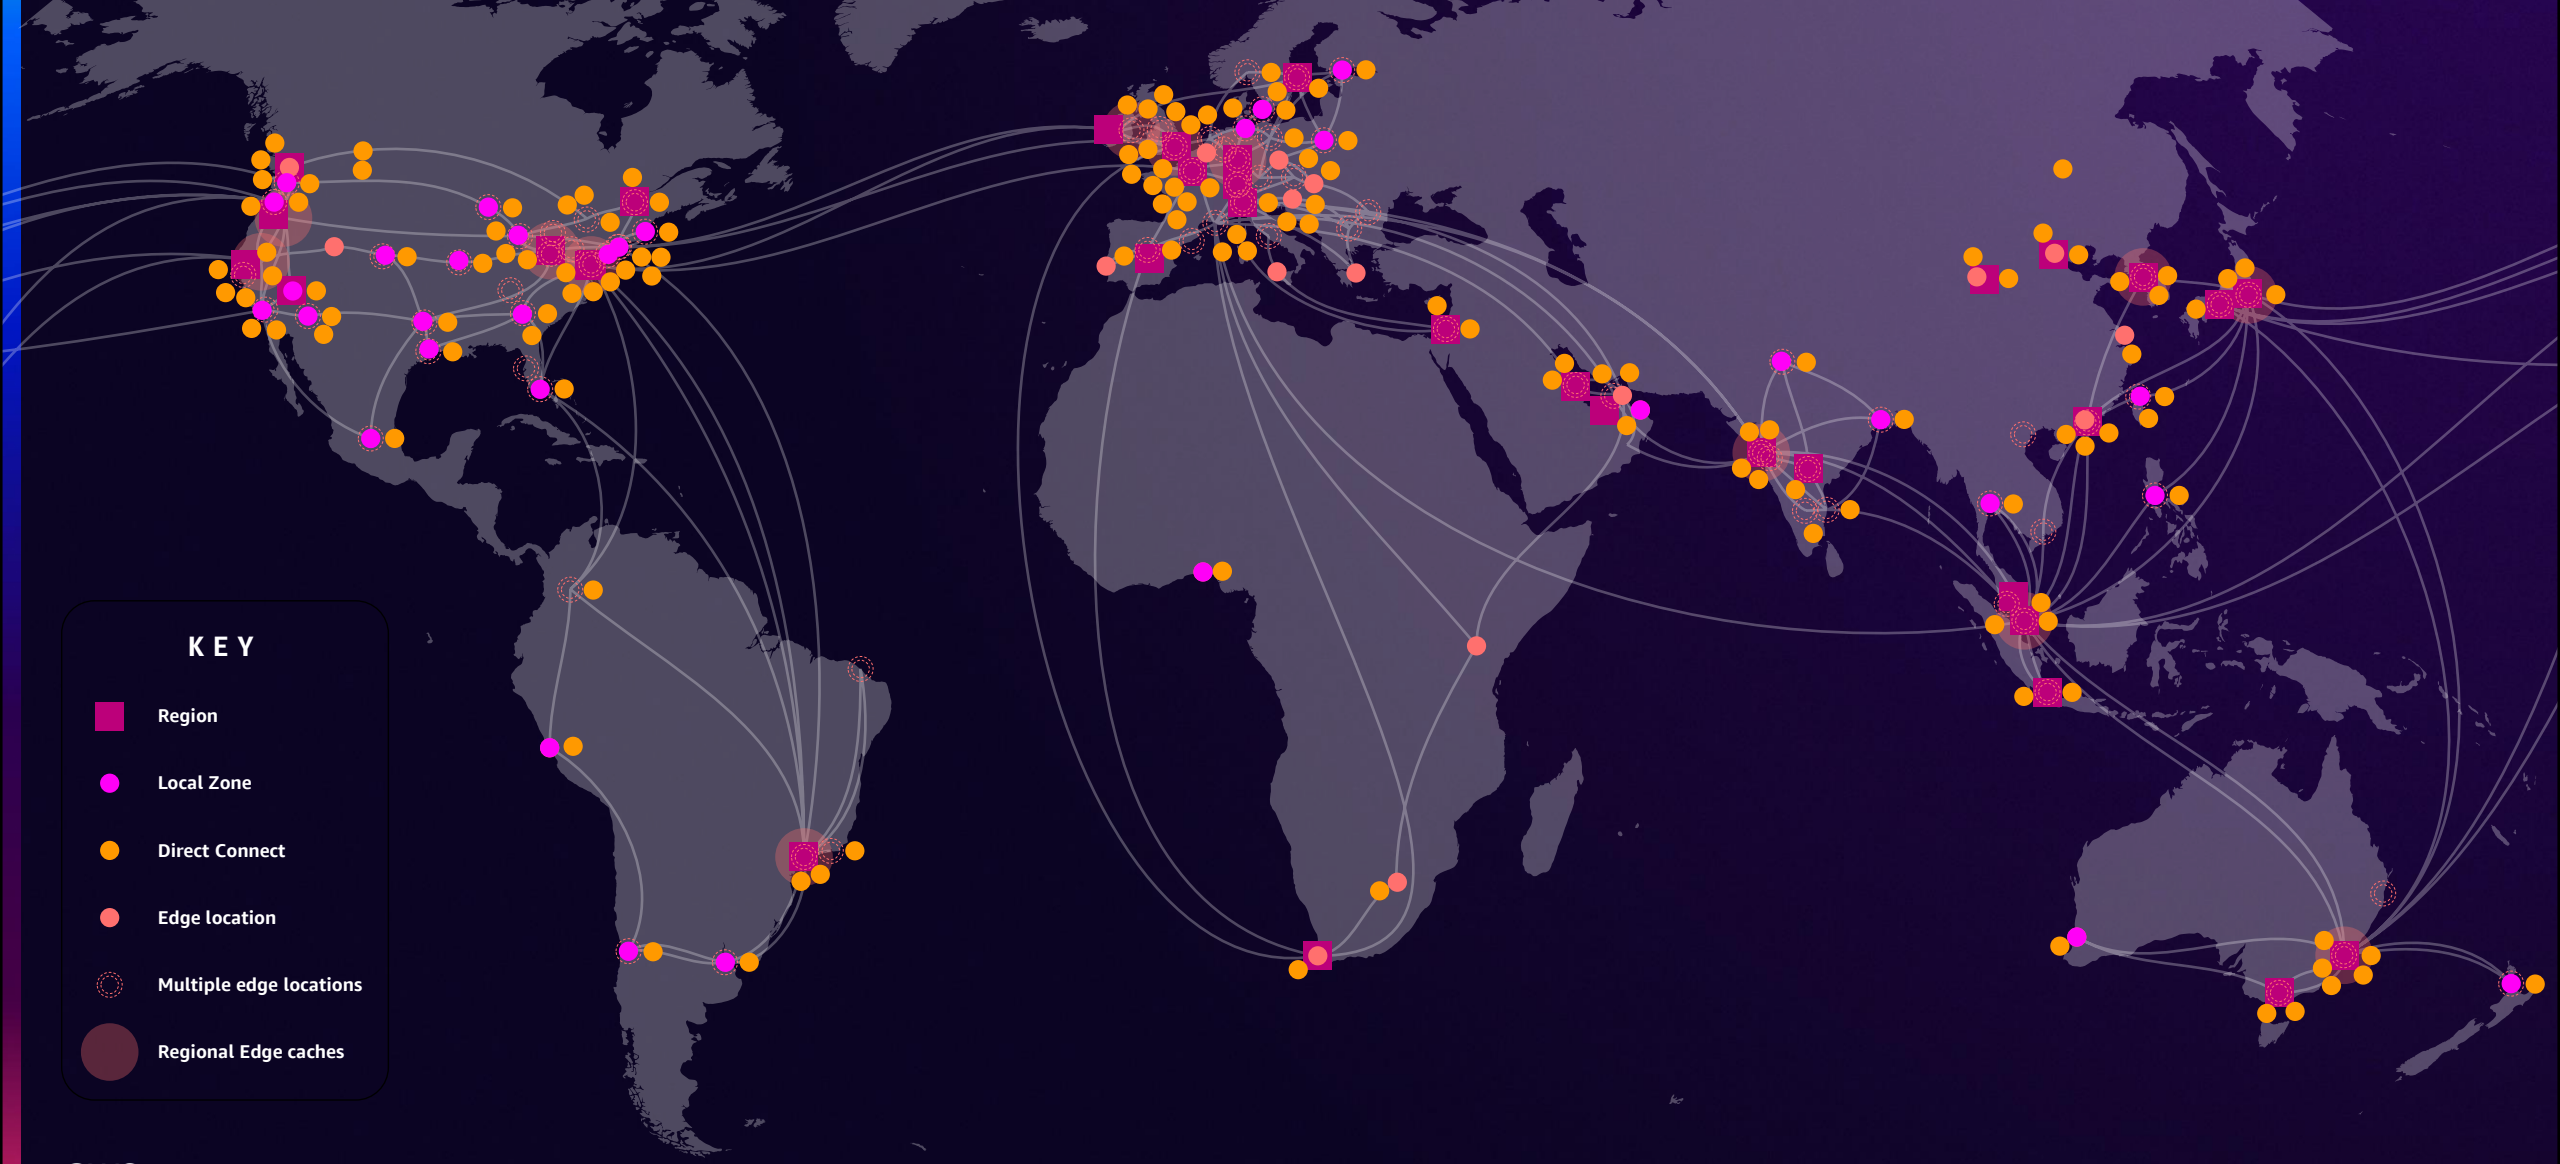 KEY
Region
Local Zone
Direct Connect
Edge location
Multiple edge locations
Regional Edge caches